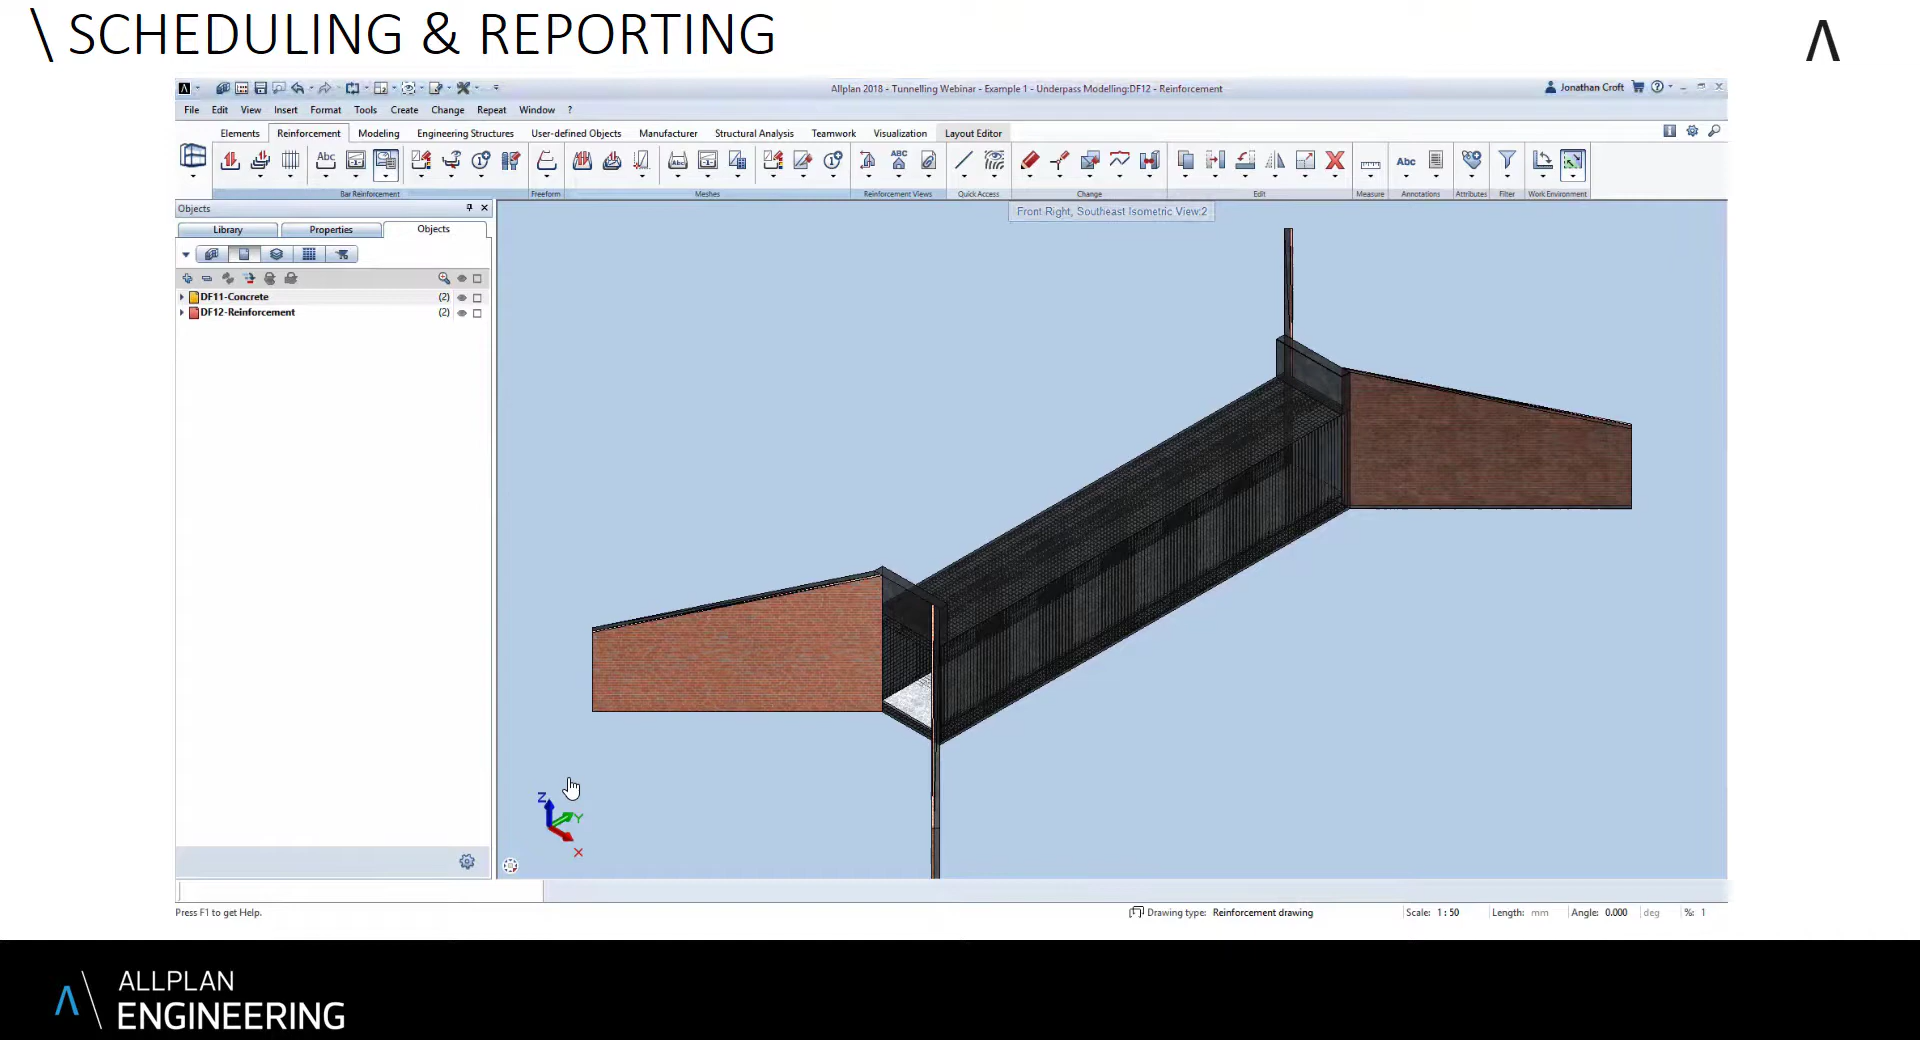 \ SCHEDULING & REPORTING
Allplan 2018 - Tunnelling Webinar - Example 1 - Underpass Modelling:DF12 - Reinforcement
Jonathan Croft
File Edit View Insert Format Tools Create Change Repeat Window ?
Elements Reinforcement Modeling Engineering Structures User-defined Objects Manufacturer Structural Analysis Teamwork Visualization Layout Editor
Abc ABC Abc
Bar Reinforcement Freeform Meshes Reinforcement Views Quick Access Change Edit Measure Annotations Attributes Filter Work Environment
Objects
Front Right, Southeast Isometric View:2
Library Properties Objects
DF11-Concrete (2)
DF12-Reinforcement (2)
Z
Y
X
Press F1 to get Help.
Drawing type: Reinforcement drawing Scale: 1 : 50 Length: mm Angle: 0.000 deg %: 1
ALLPLAN
ENGINEERING